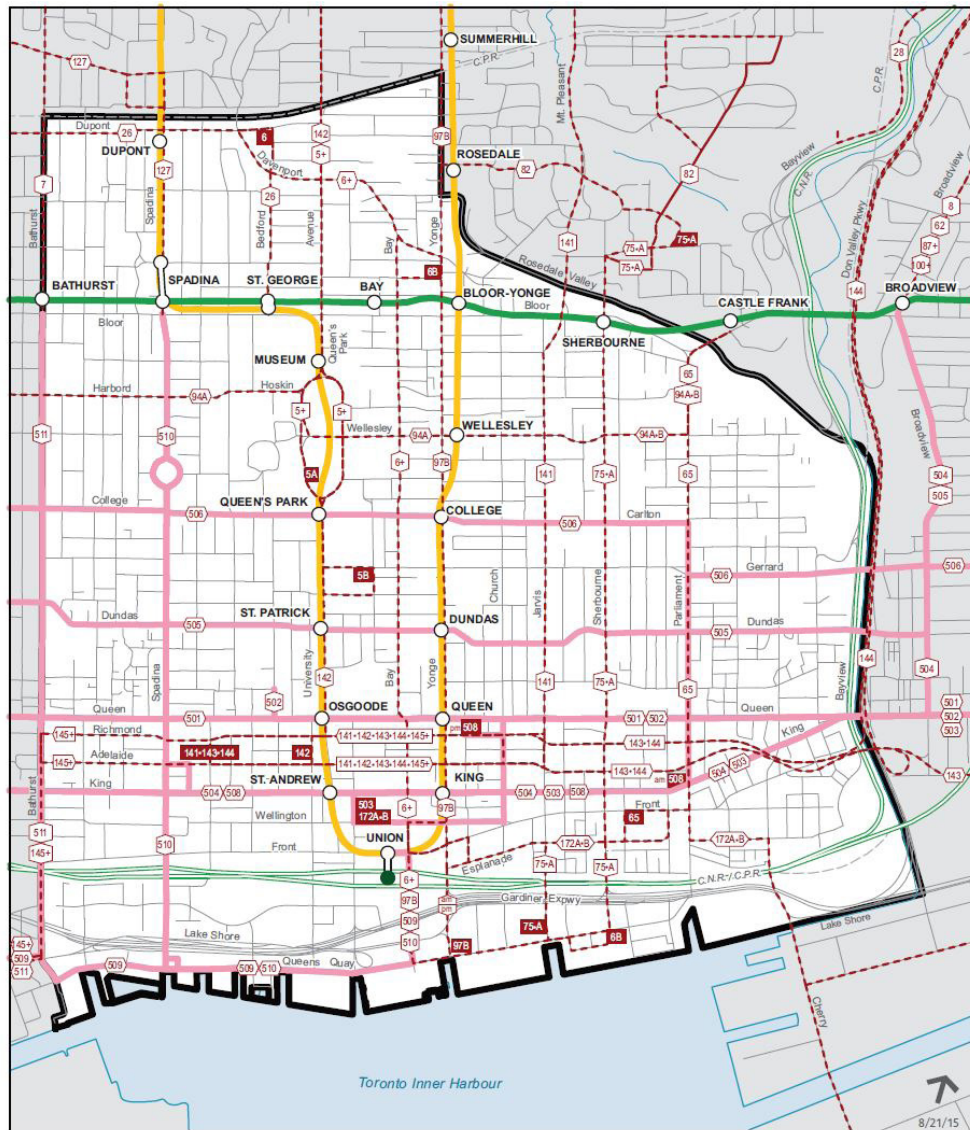 SUMMERHILL
C.P.R.
127
28
C.P.R.
Mt. Pleasant
Dupont
26
6
142
5+
97B
DUPONT
127
Davenport
6+
ROSEDALE
82
82
Bayview
C.N.R.
Broadview
8
62
87+
100+
7
Bathurst
Spadina
26
Bedford
Avenue
Bay
Yonge
141
75•A
75•A
Don Valley Pkwy
6B
Rosedale Valley
144
BATHURST
SPADINA
ST. GEORGE
BAY
BLOOR-YONGE
CASTLE FRANK
BROADVIEW
Bloor
Bloor
SHERBOURNE
MUSEUM
Queen's Park
65
94A•B
Harbord
94A
Hoskin
5+
5+
511
510
Wellesley
94A
WELLESLEY
94A•B
6+
97B
141
75•A
65
5A
Broadview
504
505
College
506
QUEEN'S PARK
COLLEGE
506
Carlton
5B
Church
Jarvis
Sherbourne
Parliament
506
Gerrard
506
Dundas
505
ST. PATRICK
DUNDAS
505
Dundas
Spadina
University
142
Bay
Yonge
141
75•A
65
Bayview
144
504
502
Queen
501
OSGOODE
QUEEN
501
502
Queen
501
502
503
Richmond
145+
141•142•143•144•145+
pm 508
143•144
King
Adelaide
145+
141•143•144
142
141•142•143•144•145+
143•144
am 508
504
503
143
King
504
508
ST. ANDREW
KING
504
503
508
Bathurst
Wellington
503
172A•B
6+
97B
Front
65
511
145+
510
Front
UNION
Esplanade
172A•B
172A•B
75•A
75•A
C.N.R. / C.P.R.
6+
97B
509
510
am
pm
Gardiner Expwy
Lake Shore
75•A
6B
Lake Shore
145+
509
511
509
509
510
Queens Quay
97B
Cherry
Toronto Inner Harbour
8/21/15